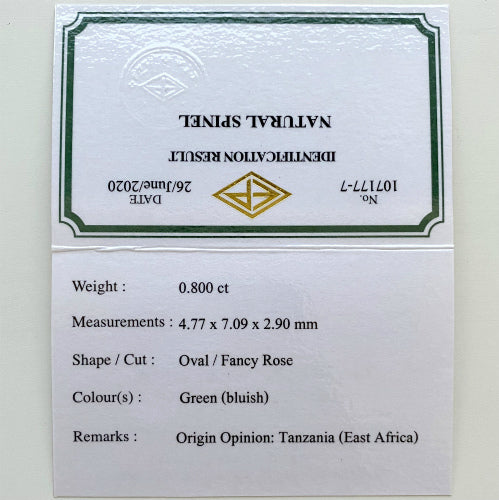 No. 107177-7
DATE 26/June/2020
IDENTIFICATION RESULT
NATURAL SPINEL
Weight : 0.800 ct
Measurements : 4.77 x 7.09 x 2.90 mm
Shape / Cut : Oval / Fancy Rose
Colour(s) : Green (bluish)
Remarks : Origin Opinion: Tanzania (East Africa)